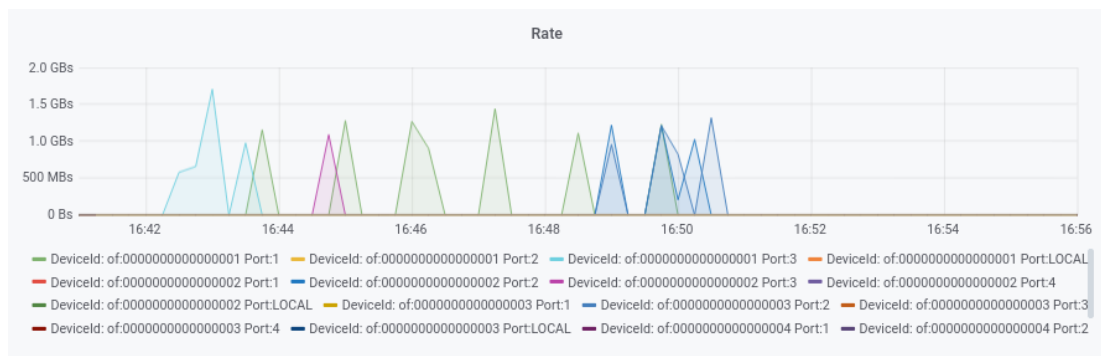 Rate
2.0 GBs
1.5 GBs
1.0 GBs
500 MBs
0 Bs
16:42 16:44 16:46 16:48 16:50 16:52 16:54 16:56
DeviceId: of:0000000000000001 Port:1 DeviceId: of:0000000000000001 Port:2 DeviceId: of:0000000000000001 Port:3 DeviceId: of:0000000000000001 Port:LOCAL
DeviceId: of:0000000000000002 Port:1 DeviceId: of:0000000000000002 Port:2 DeviceId: of:0000000000000002 Port:3 DeviceId: of:0000000000000002 Port:4
DeviceId: of:0000000000000002 Port:LOCAL DeviceId: of:0000000000000003 Port:1 DeviceId: of:0000000000000003 Port:2 DeviceId: of:0000000000000003 Port:3
DeviceId: of:0000000000000003 Port:4 DeviceId: of:0000000000000003 Port:LOCAL DeviceId: of:0000000000000004 Port:1 DeviceId: of:0000000000000004 Port:2